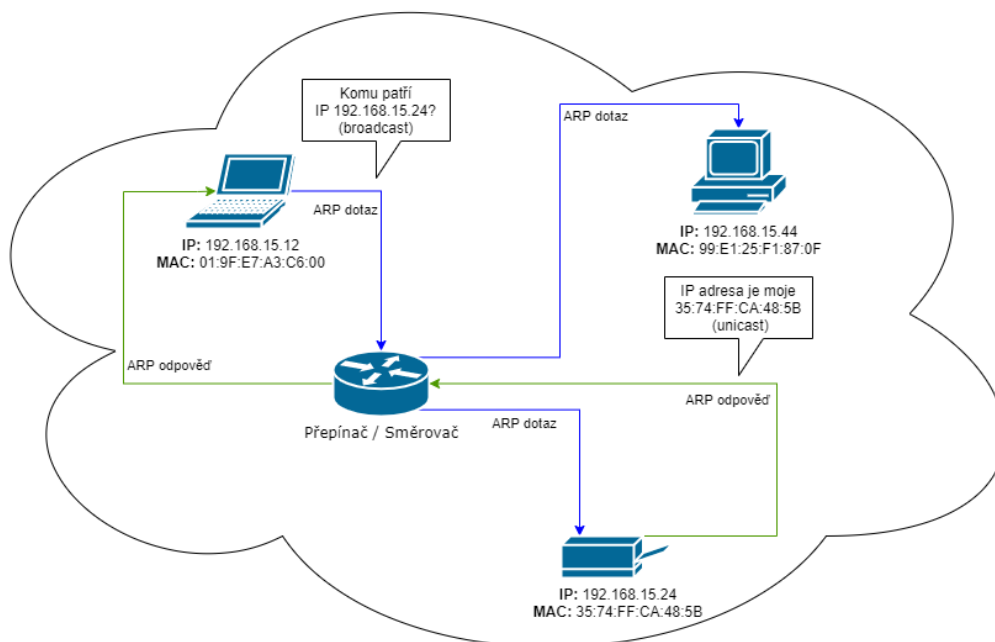 Komu patří
IP 192.168.15.24?
(broadcast)
ARP dotaz
ARP dotaz
IP: 192.168.15.12
MAC: 01:9F:E7:A3:C6:00
IP: 192.168.15.44
MAC: 99:E1:25:F1:87:0F
IP adresa je moje
35:74:FF:CA:48:5B
(unicast)
ARP odpověď
ARP odpověď
ARP dotaz
Přepínač / Směrovač
IP: 192.168.15.24
MAC: 35:74:FF:CA:48:5B